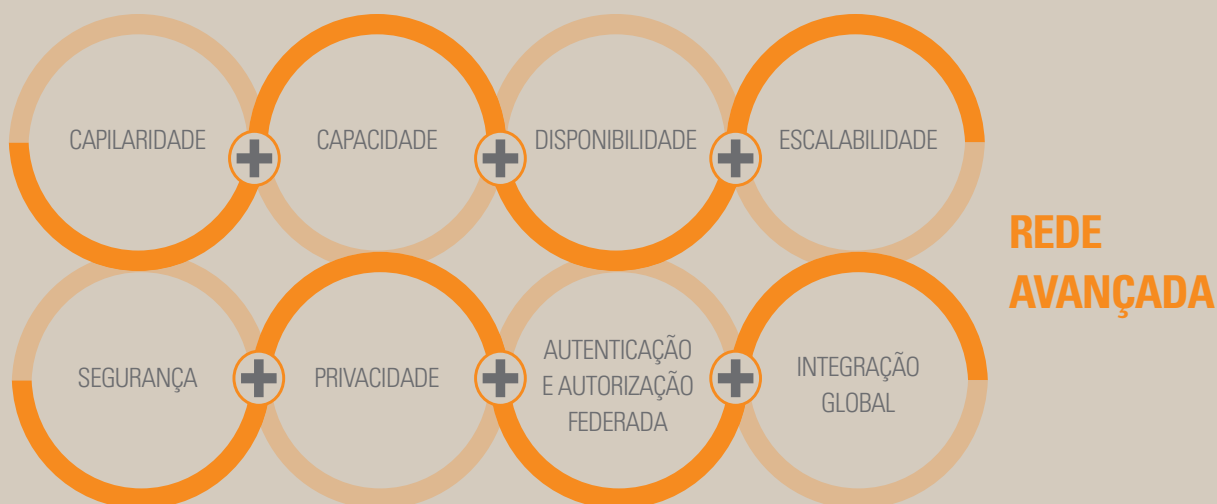 CAPILARIDADE
CAPACIDADE
DISPONIBILIDADE
ESCALABILIDADE
REDE
AVANÇADA
SEGURANÇA
PRIVACIDADE
AUTENTICAÇÃO
E AUTORIZAÇÃO
FEDERADA
INTEGRAÇÃO
GLOBAL